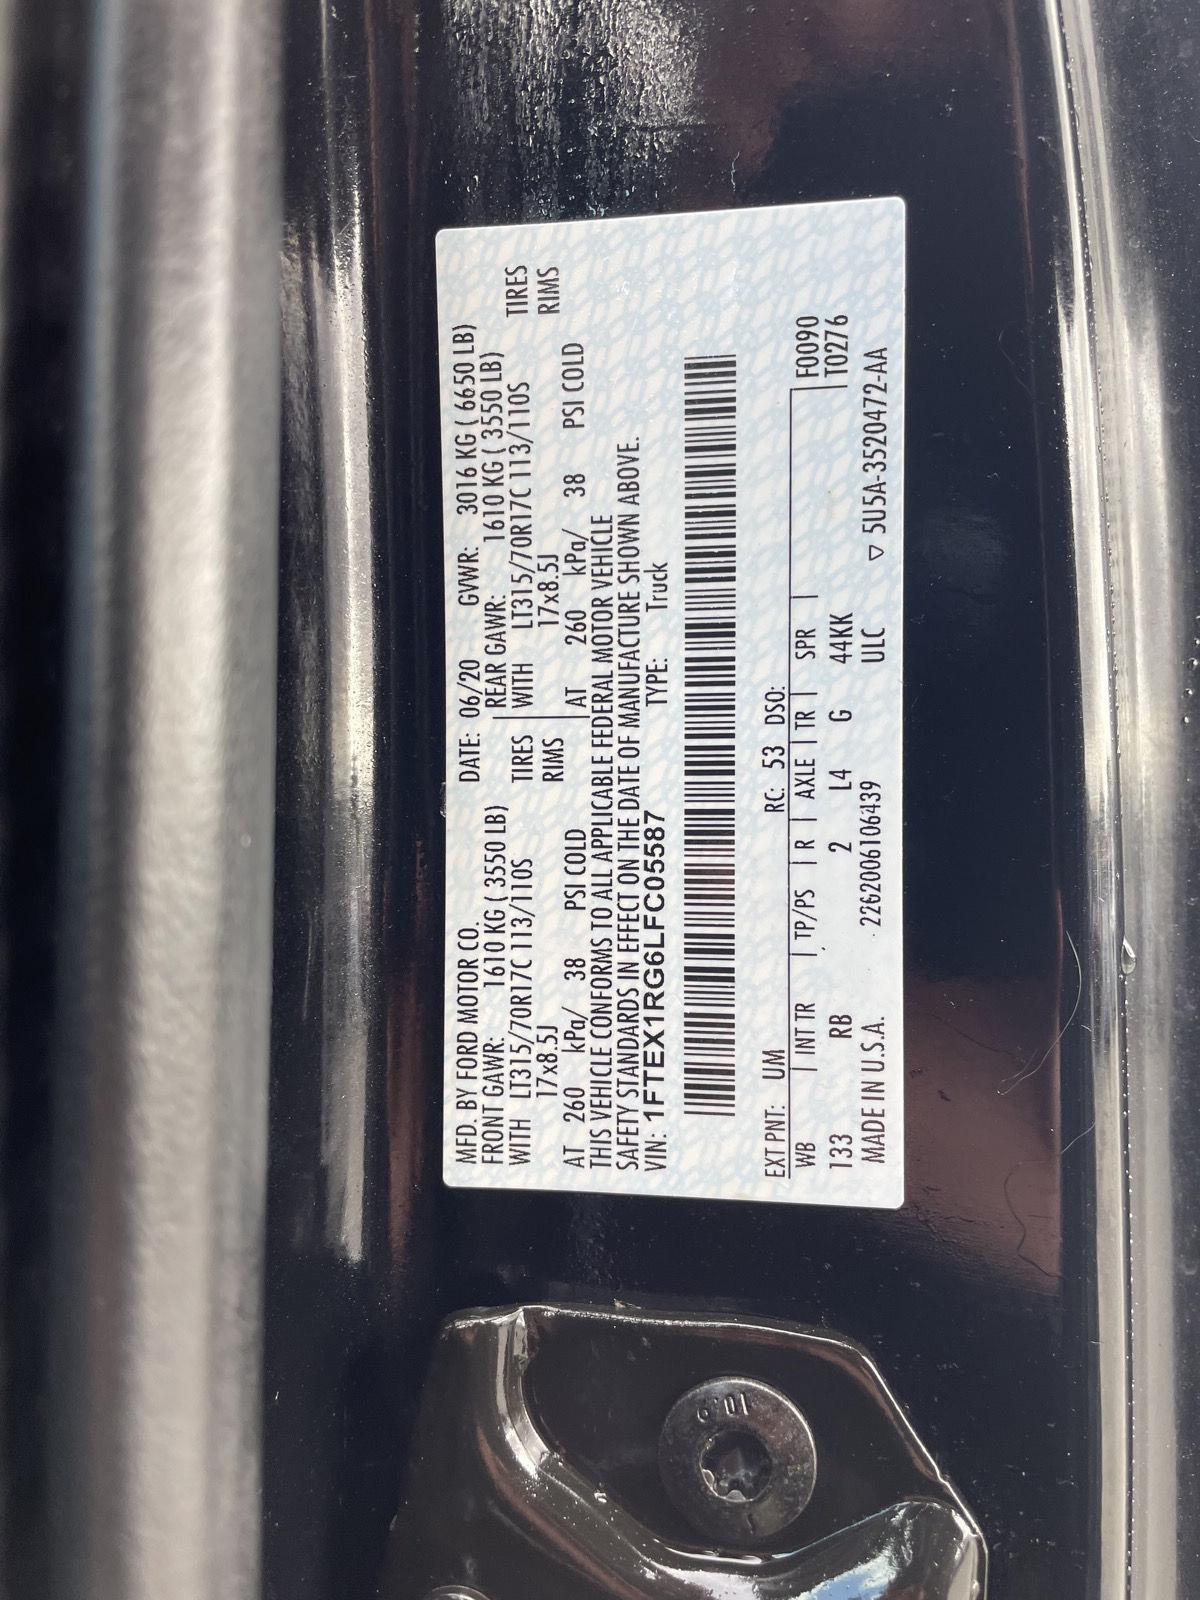 MFD. BY FORD MOTOR CO. DATE: 06/20 GVWR: 3016 KG ( 6650 LB)
FRONT GAWR: 1610 KG ( 3550 LB) REAR GAWR: 1610 KG ( 3550 LB)
WITH LT315/70R17C 113/110S TIRES WITH LT315/70R17C 113/110S TIRES
17x8.5J RIMS 17x8.5J RIMS
AT 260 kPa/ 38 PSI COLD AT 260 kPa/ 38 PSI COLD
THIS VEHICLE CONFORMS TO ALL APPLICABLE FEDERAL MOTOR VEHICLE
SAFETY STANDARDS IN EFFECT ON THE DATE OF MANUFACTURE SHOWN ABOVE.
VIN: 1FTEX1RG6LFC05587 TYPE: Truck
EXT PNT: UM RC: 53 DSO:
WB INT TR TP/PS R AXLE TR SPR F0090
133 RB 2 L4 G 44KK T0276
MADE IN U.S.A. 2262006106439 ULC ▽ 5U5A-3520472-AA
10.9